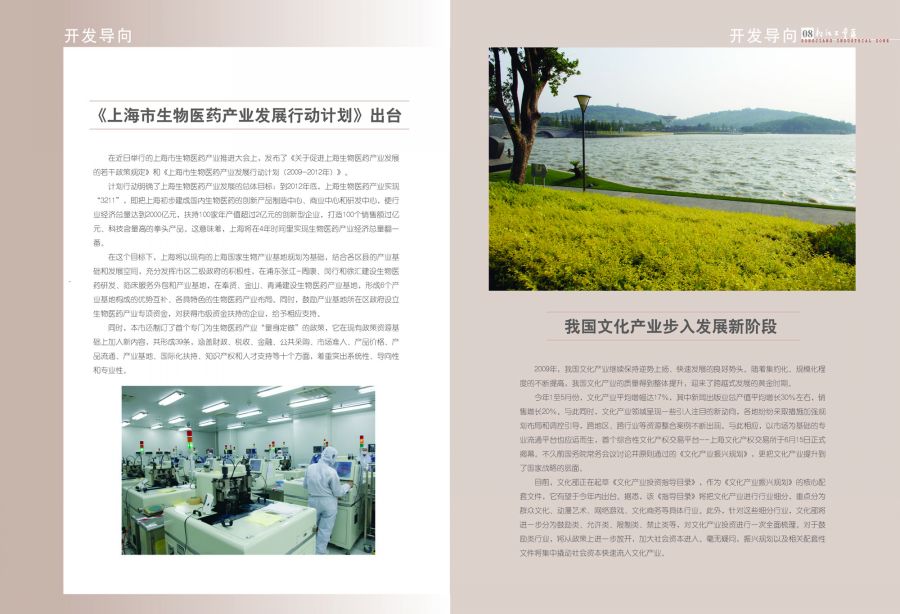 开发导向
《上海市生物医药产业发展行动计划》出台
在近日举行的上海市生物医药产业推进大会上，发布了《关于促进上海生物医药产业发展
的若干政策规定》和《上海市生物医药产业发展行动计划（2009-2012年）》。
计划行动明确了上海生物医药产业发展的总体目标：到2012年底，上海生物医药产业实现
“3211”，即把上海初步建成国内生物医药的创新产品制造中心、商业中心和研发中心，使行
业经济总量达到2000亿元，扶持100家年产值超过2亿元的创新型企业，打造100个销售额过亿
元、科技含量高的拳头产品。这意味着，上海将在4年时间里实现生物医药产业经济总量翻一
番。
在这个目标下，上海将以现有的上海国家生物产业基地规划为基础，结合各区县的产业基
础和发展空间，充分发挥市区二级政府的积极性，在浦东张江-周康、闵行和徐汇建设生物医
药研发、临床服务外包和产业基地，在奉贤、金山、青浦建设生物医药产业基地，形成6个产
业基地构成的优势互补、各具特色的生物医药产业布局。同时，鼓励产业基地所在区政府设立
生物医药产业专项资金，对获得市级资金扶持的企业，给予相应支持。
同时，本市还制订了首个专门为生物医药产业“量身定做”的政策，它在现有政策资源基
础上加入新内容，共形成39条，涵盖财政、税收、金融、公共采购、市场准入、产品价格、产
品流通、产业基地、国际化扶持、知识产权和人才支持等十个方面，着重突出系统性、导向性
和专业性。
开发导向 08 松江工业区
SONGJIANG INDUSTRIAL ZONE
我国文化产业步入发展新阶段
2009年，我国文化产业继续保持逆势上扬、快速发展的良好势头。随着集约化、规模化程
度的不断提高，我国文化产业的质量得到整体提升，迎来了跨越式发展的黄金时期。
今年1至5月份，文化产业平均增幅达17%，其中新闻出版业总产值平均增长30%左右，销
售增长20%。与此同时，文化产业领域呈现一些引人注目的新动向，各地纷纷采取措施加强规
划布局和调控引导，跨地区、跨行业等资源整合案例不断出现。与此相应，以市场为基础的专
业流通平台也应运而生，首个综合性文化产权交易平台--上海文化产权交易所于6月15日正式
揭幕。不久前国务院常务会议讨论并原则通过的《文化产业振兴规划》，更把文化产业提升到
了国家战略的层面。
目前，文化部正在起草《文化产业投资指导目录》，作为《文化产业振兴规划》的核心配
套文件，它有望于今年内出台。据悉，该《指导目录》将把文化产业进行行业细分，重点分为
群众文化、动漫艺术、网络游戏、文化商务等具体行业。此外，针对这些细分行业，文化部将
进一步分为鼓励类、允许类、限制类、禁止类等，对文化产业投资进行一次全面梳理。对于鼓
励类行业，将从政策上进一步放开，加大社会资本进入。毫无疑问，振兴规划以及相关配套性
文件将集中撬动社会资本快速流入文化产业。